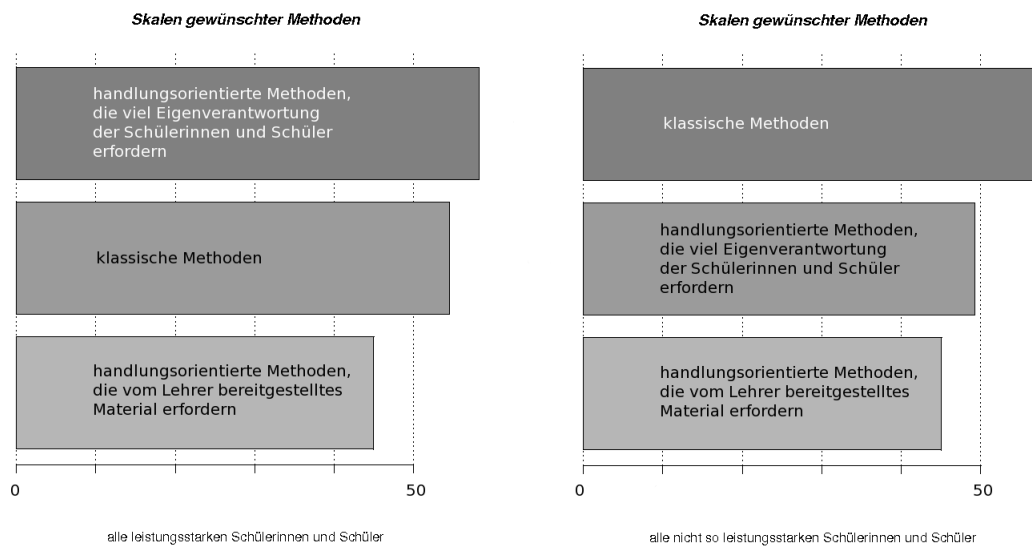 Skalen gewünschter Methoden
handlungsorientierte Methoden,
die viel Eigenverantwortung
der Schülerinnen und Schüler
erfordern
klassische Methoden
handlungsorientierte Methoden,
die vom Lehrer bereitgestelltes
Material erfordern
0
50
alle leistungsstarken Schülerinnen und Schüler
Skalen gewünschter Methoden
klassische Methoden
handlungsorientierte Methoden,
die viel Eigenverantwortung
der Schülerinnen und Schüler
erfordern
handlungsorientierte Methoden,
die vom Lehrer bereitgestelltes
Material erfordern
0
50
alle nicht so leistungsstarken Schülerinnen und Schüler